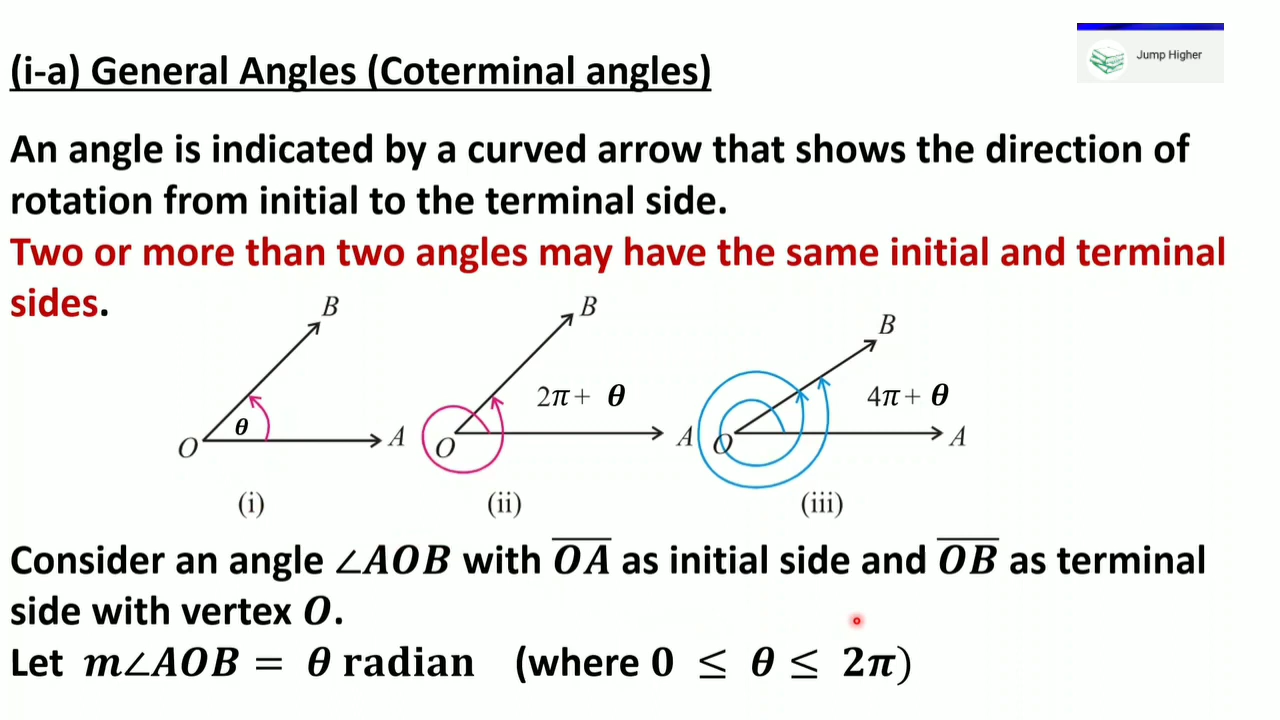 Jump Higher
(i-a) General Angles (Coterminal angles)
An angle is indicated by a curved arrow that shows the direction of
rotation from initial to the terminal side.
Two or more than two angles may have the same initial and terminal
sides.
B B B
θ 2π + θ 4π + θ
O A O A O A
(i) (ii) (iii)
Consider an angle ∠AOB with O̅A̅ as initial side and O̅B̅ as terminal
side with vertex O.
Let m∠AOB = θ radian (where 0 ≤ θ ≤ 2π)